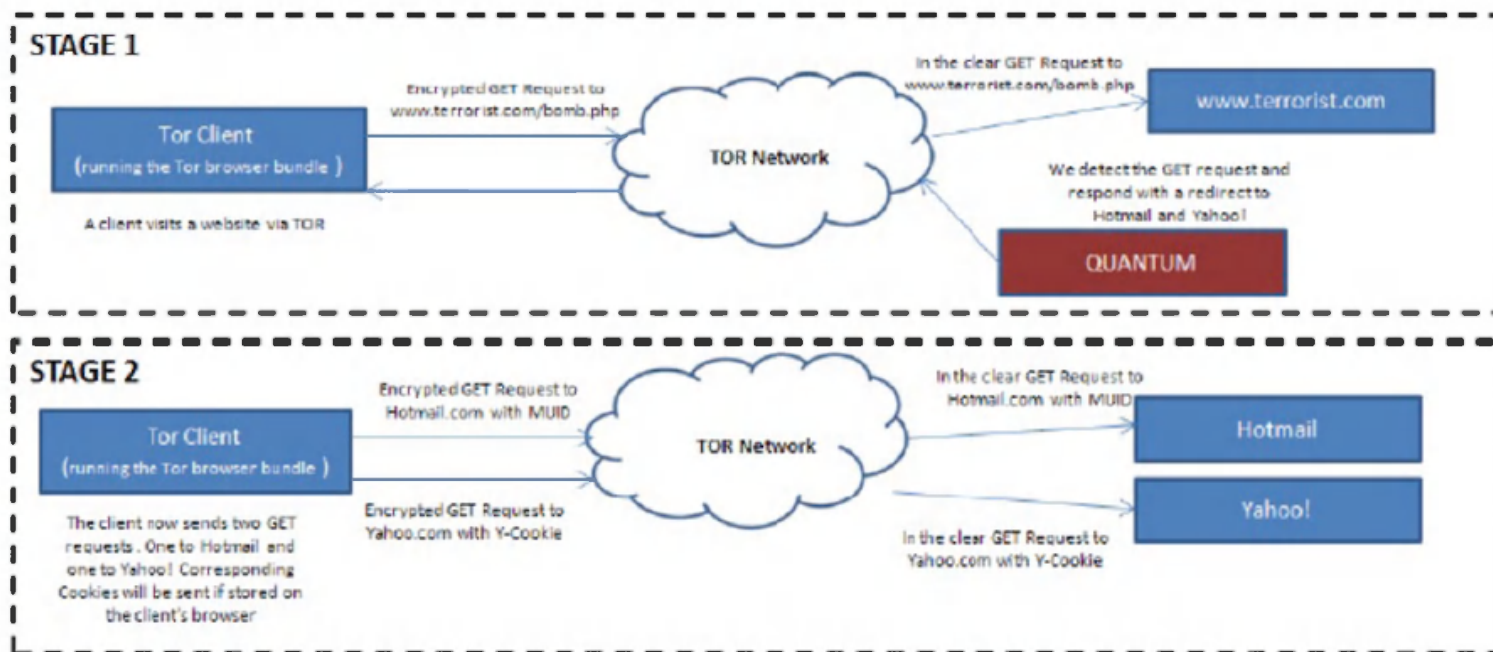 STAGE 1
Tor Client
(running the Tor browser bundle )
A client visits a website via TOR
Encrypted GET Request to
www.terrorist.com/bomb.php
TOR Network
In the clear GET Request to
www.terrorist.com/bomb.php
www.terrorist.com
We detect the GET request and
respond with a redirect to
Hotmail and Yahoo!
QUANTUM
STAGE 2
Tor Client
(running the Tor browser bundle )
The client now sends two GET
requests. One to Hotmail and
one to Yahoo! Corresponding
Cookies will be sent if stored on
the client's browser
Encrypted GET Request to
Hotmail.com with MUID
Encrypted GET Request to
Yahoo.com with Y-Cookie
TOR Network
In the clear GET Request to
Hotmail.com with MUID
Hotmail
Yahoo!
In the clear GET Request to
Yahoo.com with Y-Cookie